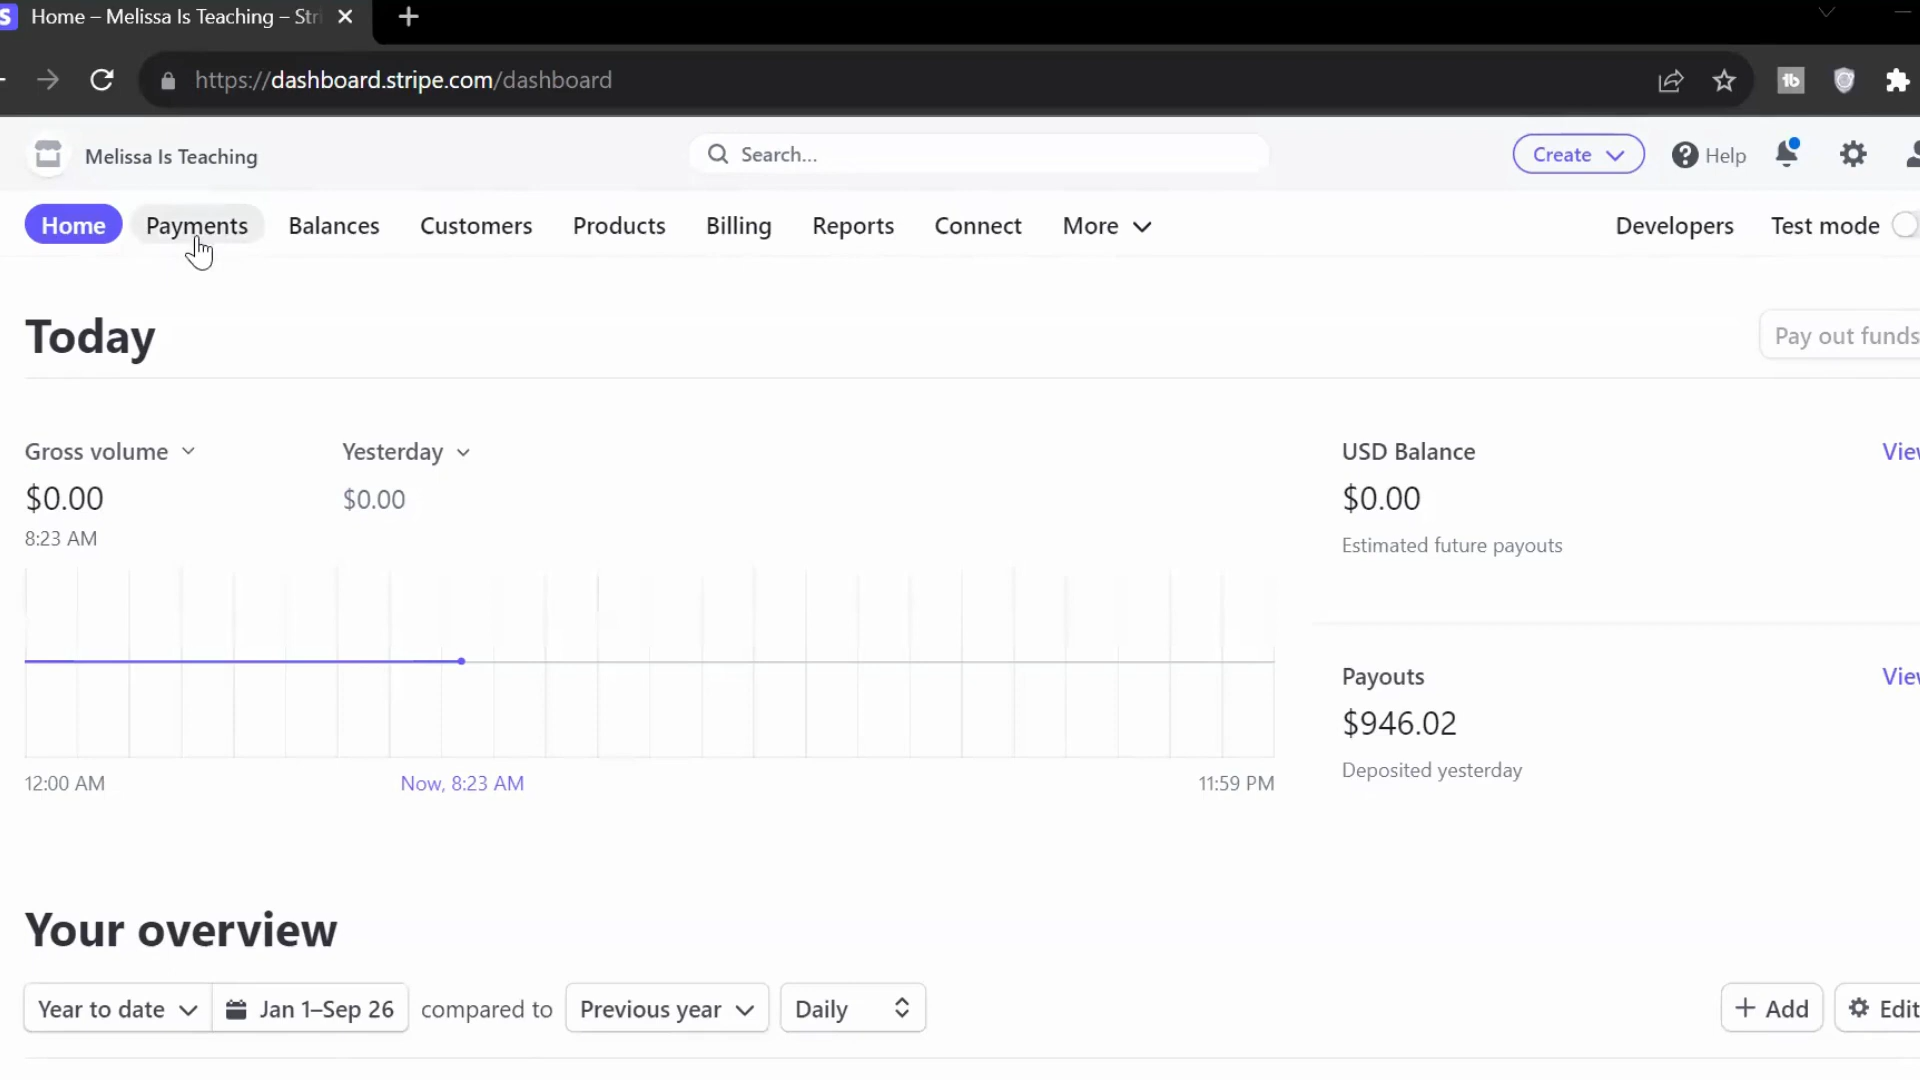 S Home – Melissa Is Teaching – Str
https://dashboard.stripe.com/dashboard
Melissa Is Teaching
Search...
Create
Help
Home Payments Balances Customers Products Billing Reports Connect More Developers Test mode
Today
Pay out funds
Gross volume Yesterday
$0.00 $0.00
8:23 AM
USD Balance View
$0.00
Estimated future payouts
12:00 AM Now, 8:23 AM 11:59 PM
Payouts View
$946.02
Deposited yesterday
Your overview
Year to date Jan 1–Sep 26 compared to Previous year Daily + Add Edit